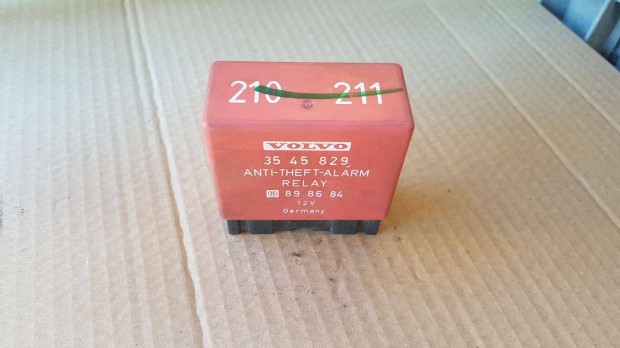 210 211
VOLVO
35 45 829
ANTI-THEFT-ALARM
RELAY
89 86 84
12V
Germany